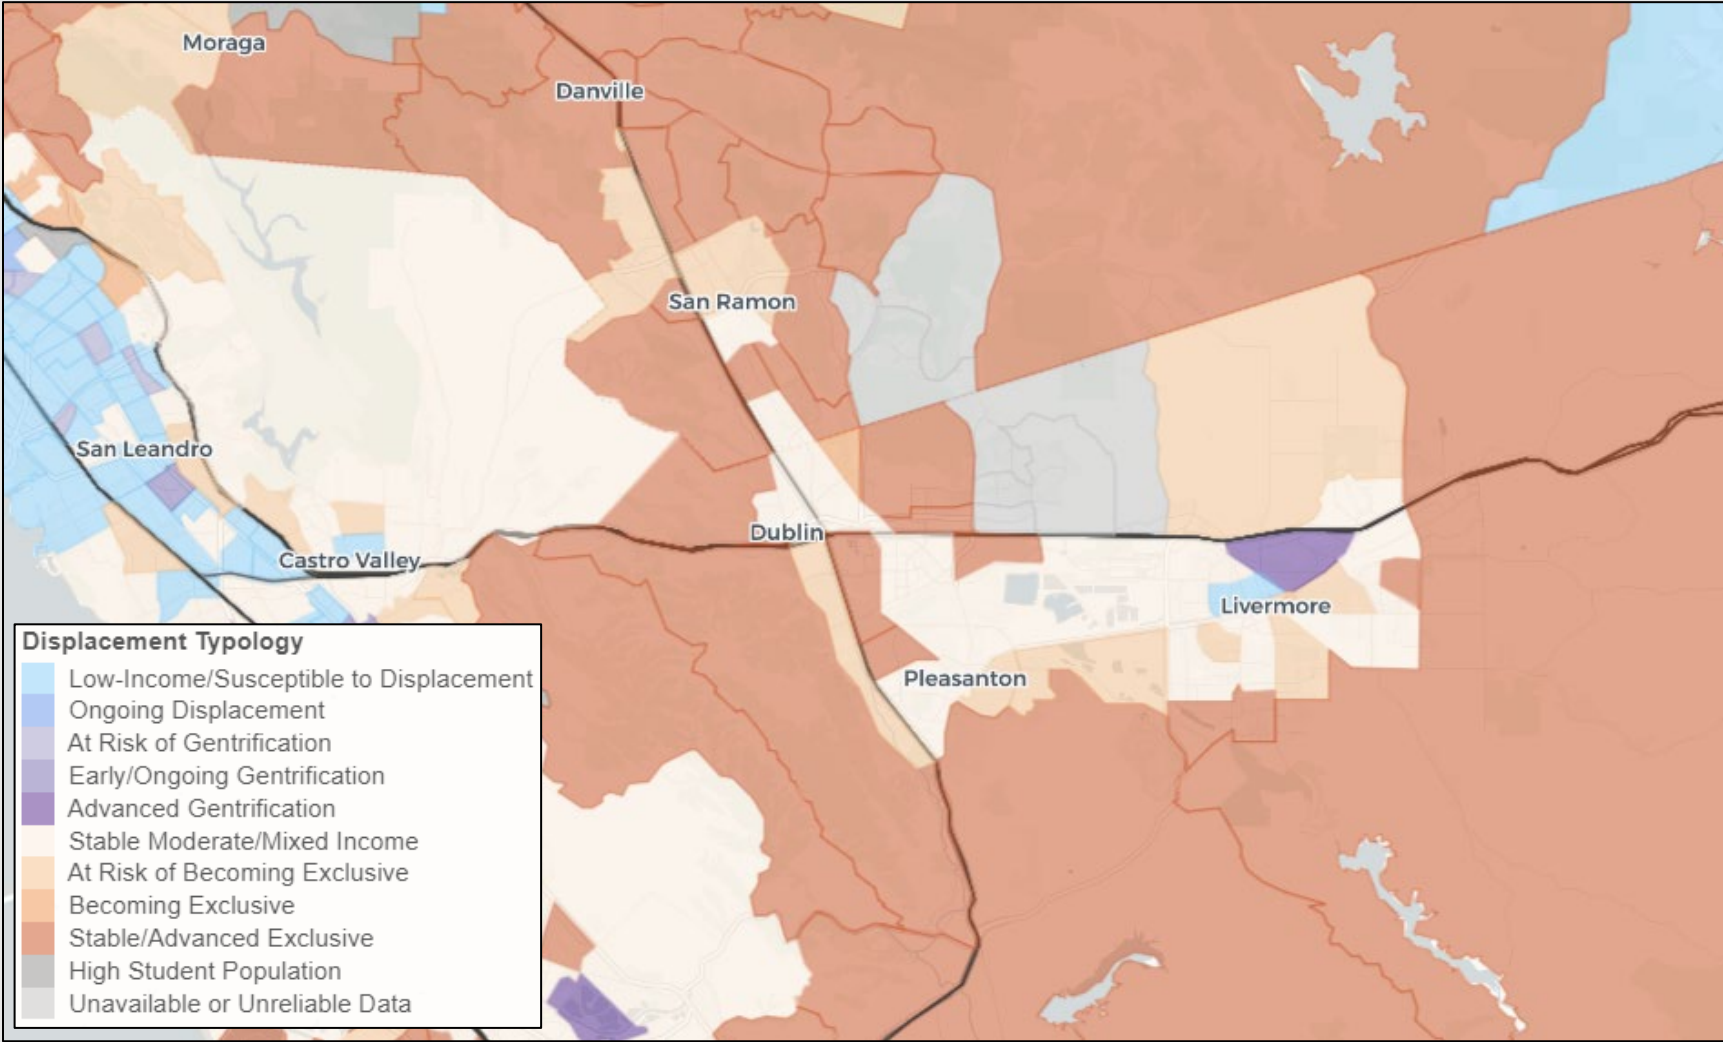 Moraga
Danville
San Ramon
San Leandro
Dublin
Castro Valley
Livermore
Pleasanton
Displacement Typology
Low-Income/Susceptible to Displacement
Ongoing Displacement
At Risk of Gentrification
Early/Ongoing Gentrification
Advanced Gentrification
Stable Moderate/Mixed Income
At Risk of Becoming Exclusive
Becoming Exclusive
Stable/Advanced Exclusive
High Student Population
Unavailable or Unreliable Data